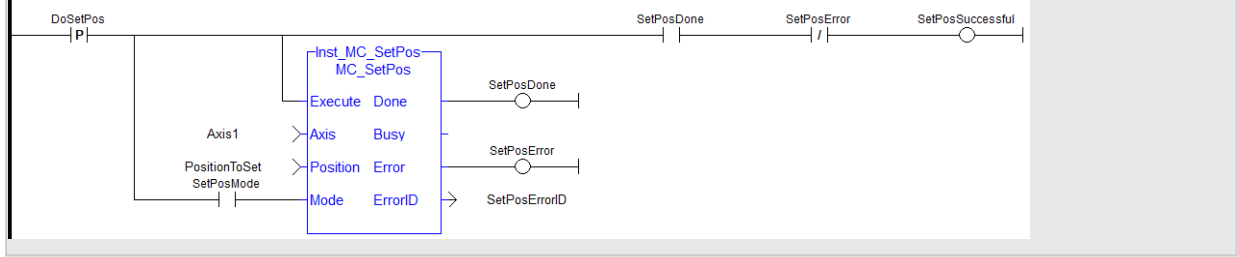 DoSetPos SetPosDone SetPosError SetPosSuccessful
P /
Inst_MC_SetPos
MC_SetPos
SetPosDone
Execute Done
Axis1 Axis Busy
SetPosError
PositionToSet Position Error
SetPosMode
Mode ErrorID SetPosErrorID